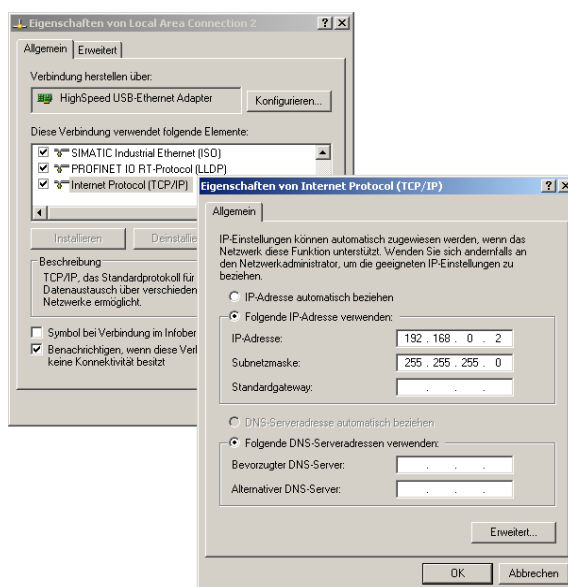 Eigenschaften von Local Area Connection 2
Allgemein
Erweitert
Verbindung herstellen über:
HighSpeed USB-Ethernet Adapter
Konfigurieren...
Diese Verbindung verwendet folgende Elemente:
SIMATIC Industrial Ethernet (ISO)
PROFINET IO RT-Protocol (LLDP)
Internet Protocol (TCP/IP)
Installieren
Deinstallie
Beschreibung
TCP/IP, das Standardprotokoll für
Datenaustausch über verschieden
Netzwerke ermöglicht.
Symbol bei Verbindung im Infober
Benachrichtigen, wenn diese Verl
keine Konnektivität besitzt
Eigenschaften von Internet Protocol (TCP/IP)
Allgemein
IP-Einstellungen können automatisch zugewiesen werden, wenn das
Netzwerk diese Funktion unterstützt. Wenden Sie sich andernfalls an
den Netzwerkadministrator, um die geeigneten IP-Einstellungen zu
beziehen.
IP-Adresse automatisch beziehen
Folgende IP-Adresse verwenden:
IP-Adresse: 192 . 168 . 0 . 2
Subnetzmaske: 255 . 255 . 255 . 0
Standardgateway: . . .
DNS-Serveradresse automatisch beziehen
Folgende DNS-Serveradressen verwenden:
Bevorzugter DNS-Server: . . .
Alternativer DNS-Server: . . .
Erweitert...
OK
Abbrechen